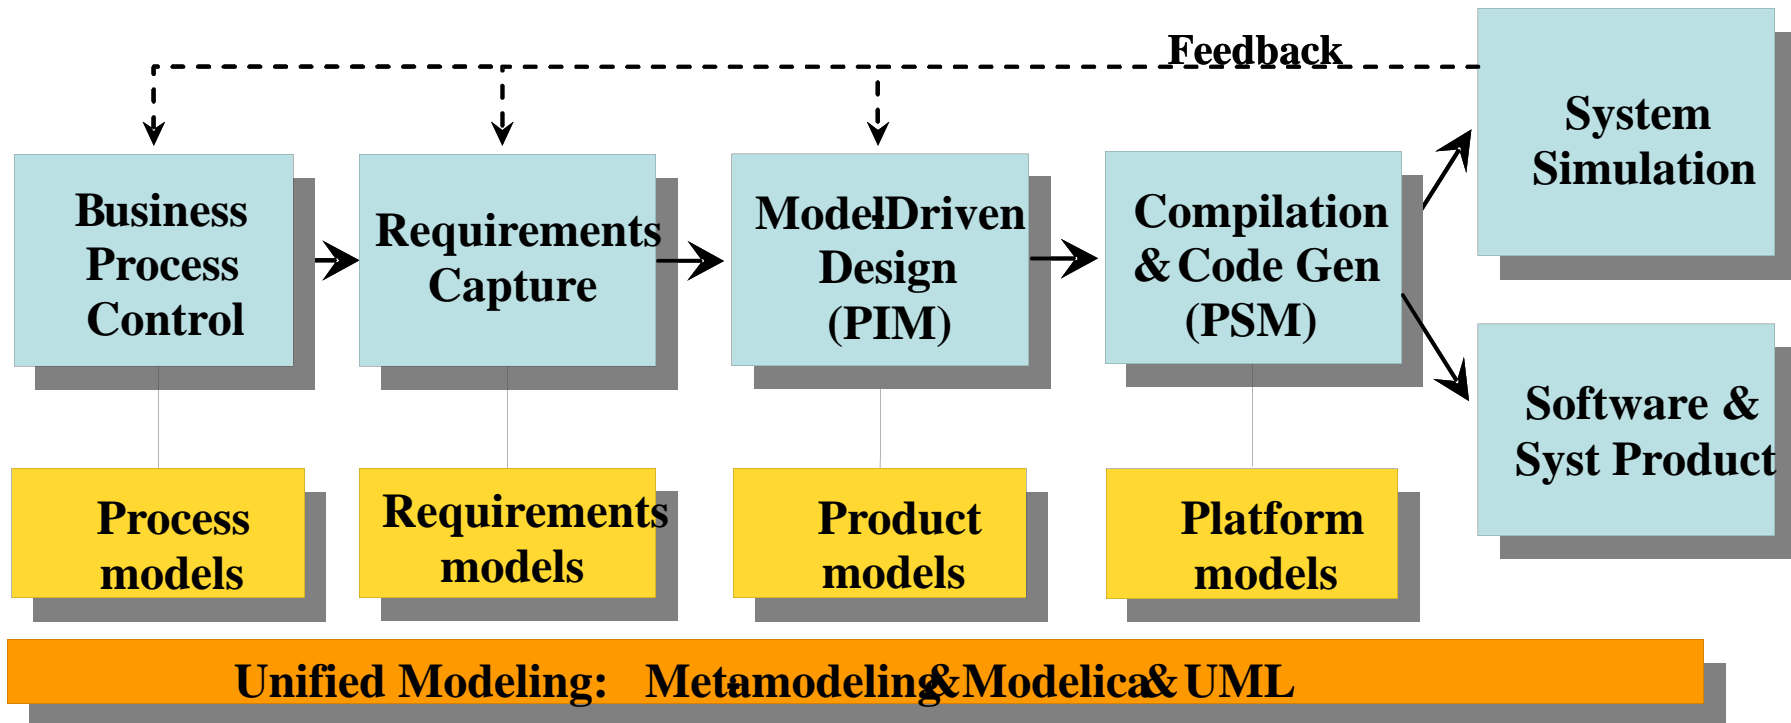 Feedback
System
Simulation
Business
Process
Control
Requirements
Capture
Model-Driven
Design
(PIM)
Compilation
& Code Gen
(PSM)
Software &
Syst Product
Process
models
Requirements
models
Product
models
Platform
models
Unified Modeling: Meta-modeling & Modelica & UML